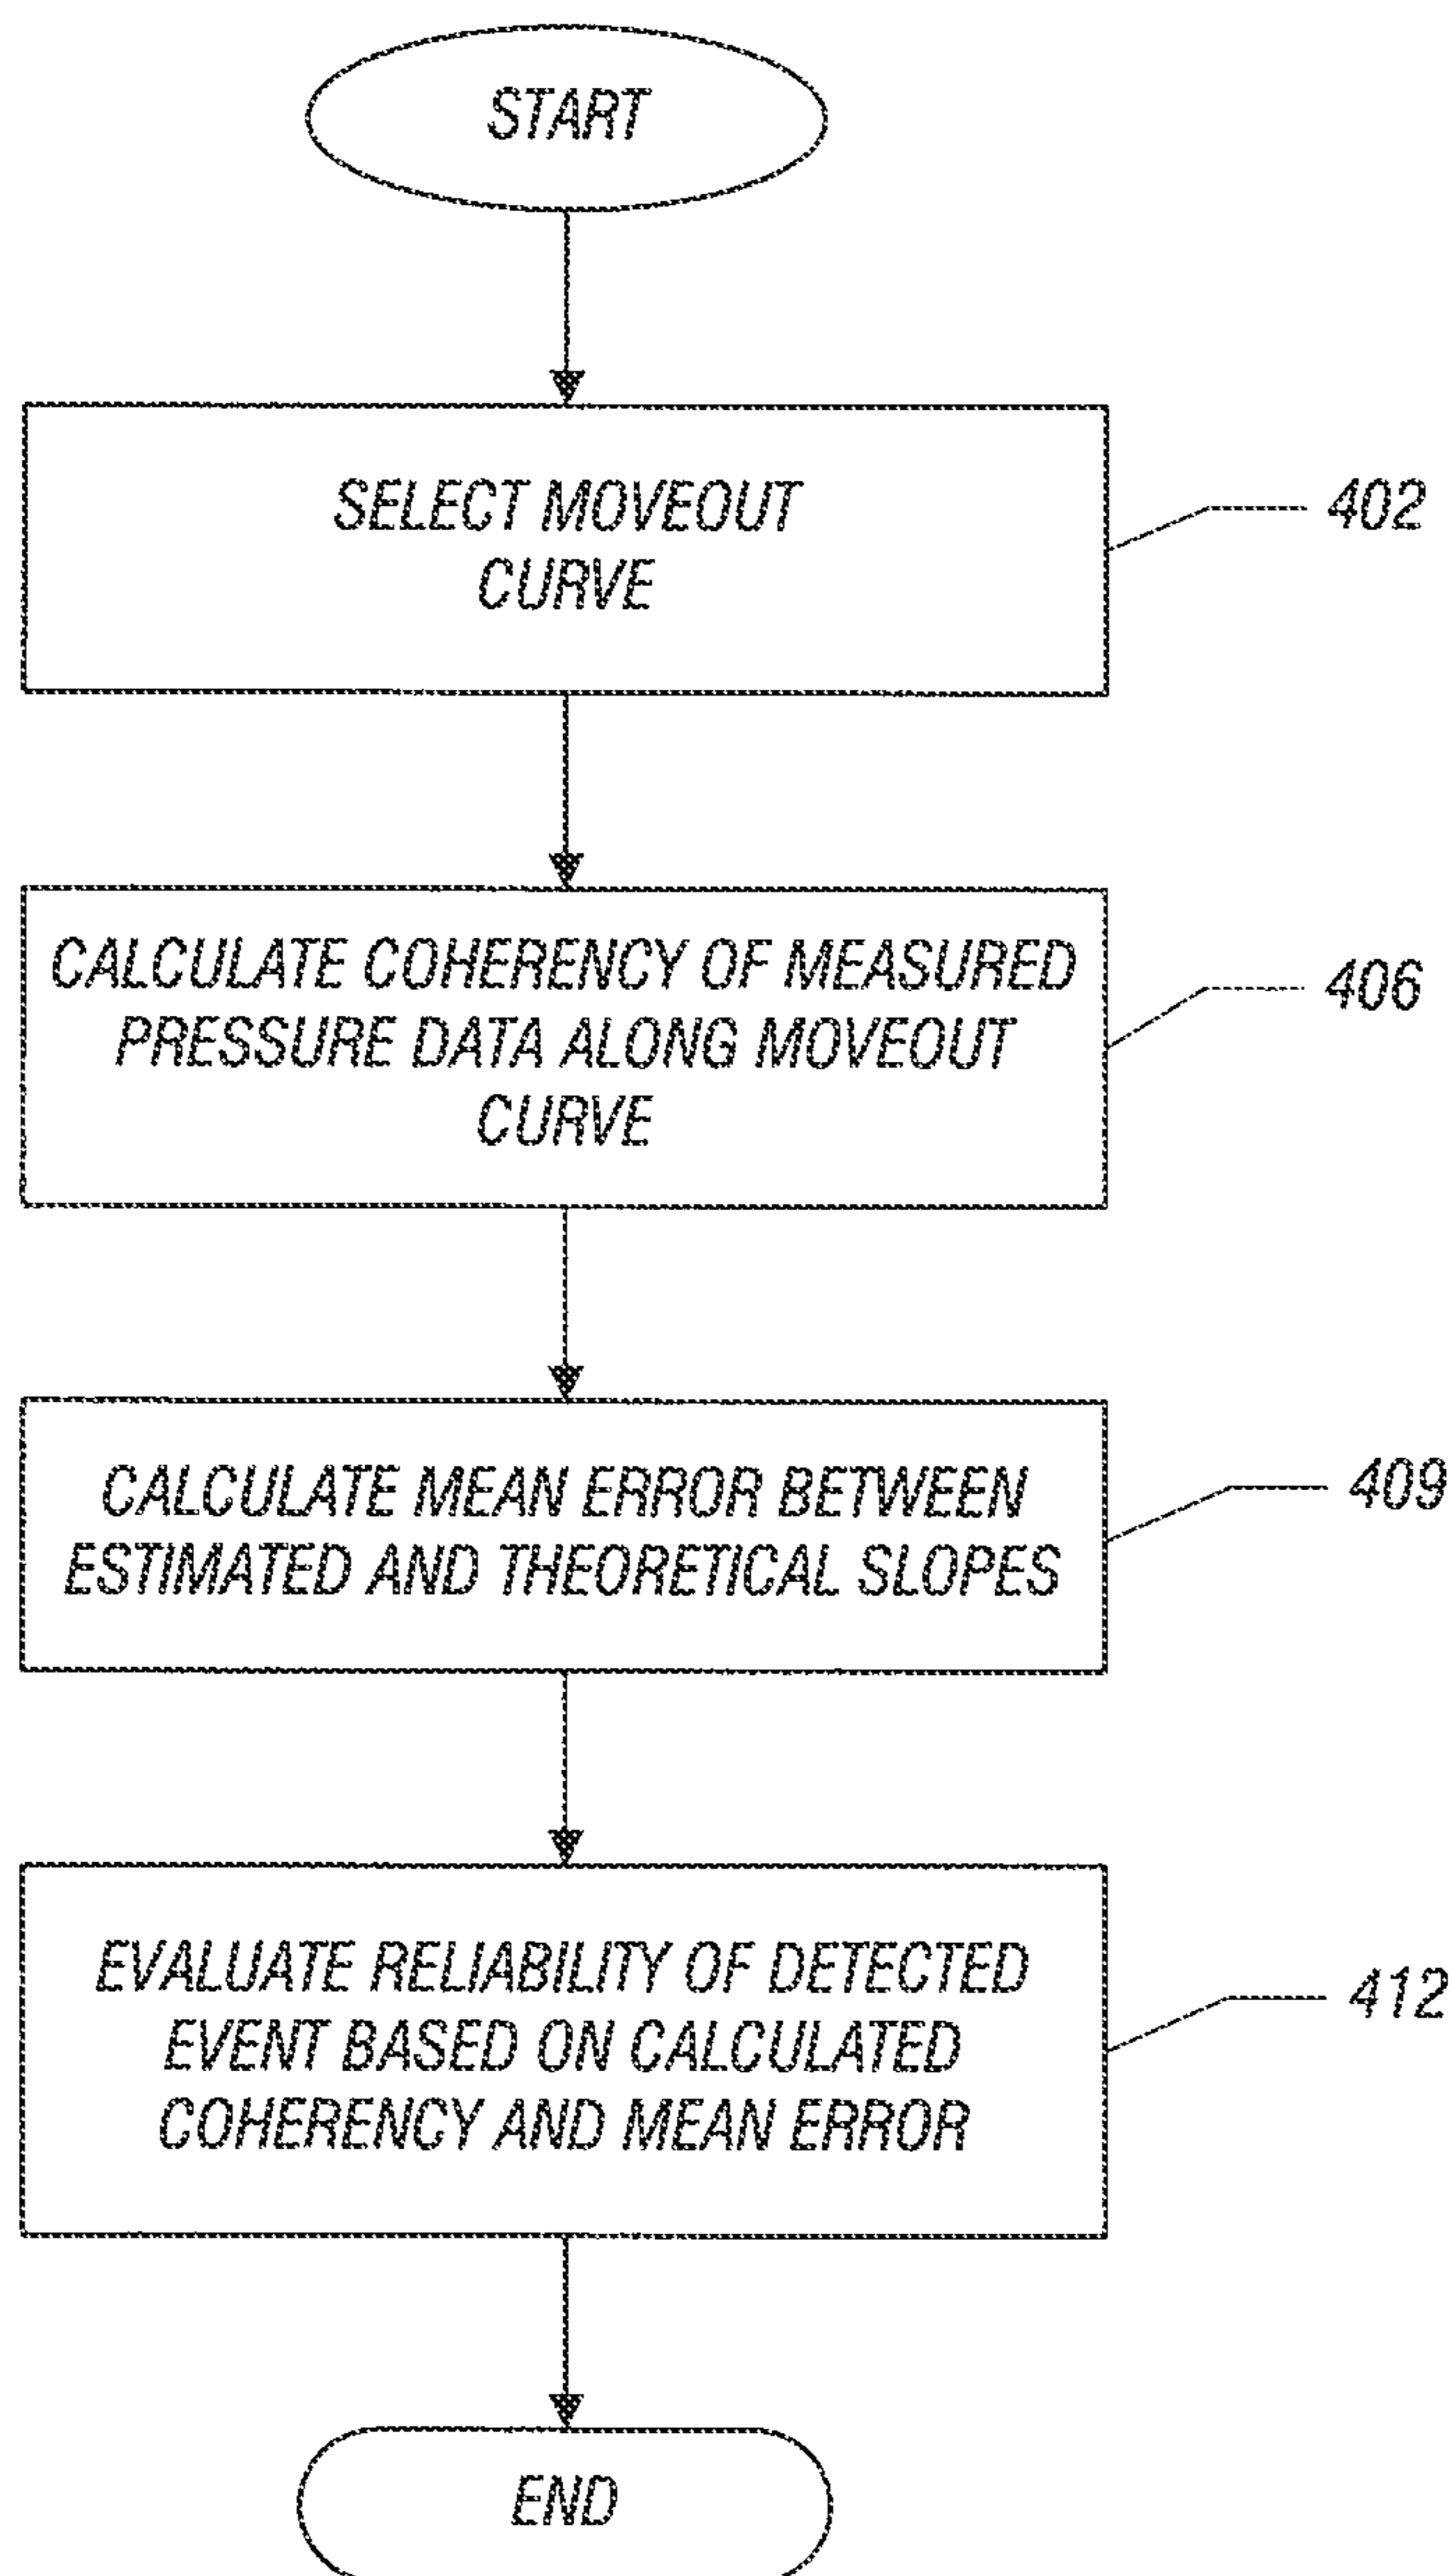 START
SELECT MOVEOUT
CURVE
402
CALCULATE COHERENCY OF MEASURED
PRESSURE DATA ALONG MOVEOUT
CURVE
406
CALCULATE MEAN ERROR BETWEEN
ESTIMATED AND THEORETICAL SLOPES
409
EVALUATE RELIABILITY OF DETECTED
EVENT BASED ON CALCULATED
COHERENCY AND MEAN ERROR
412
END